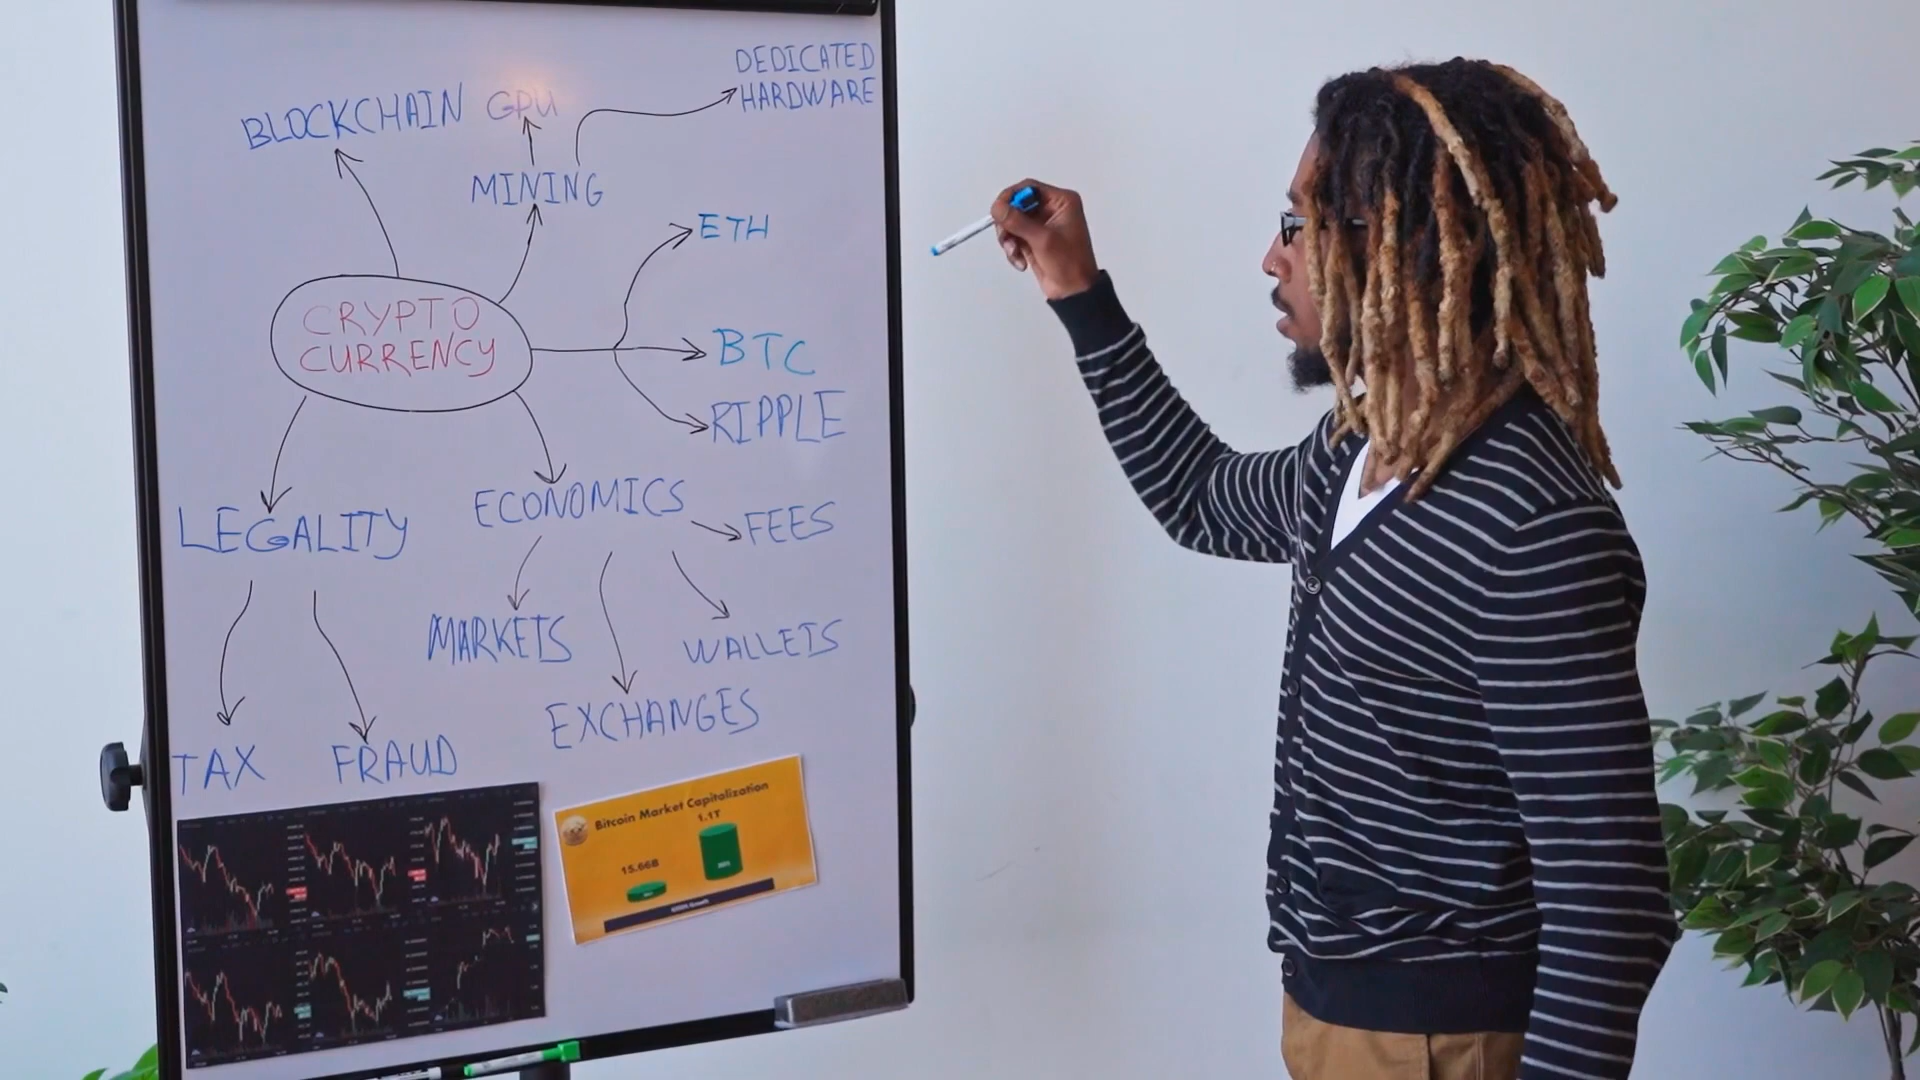 DEDICATED
HARDWARE
BLOCKCHAIN
GPU
MINING
ETH
CRYPTO
CURRENCY
BTC
RIPPLE
LEGALITY
ECONOMICS
FEES
MARKETS
WALLETS
EXCHANGES
TAX
FRAUD
Bitcoin Market Capitalization
1.1T
15.66B